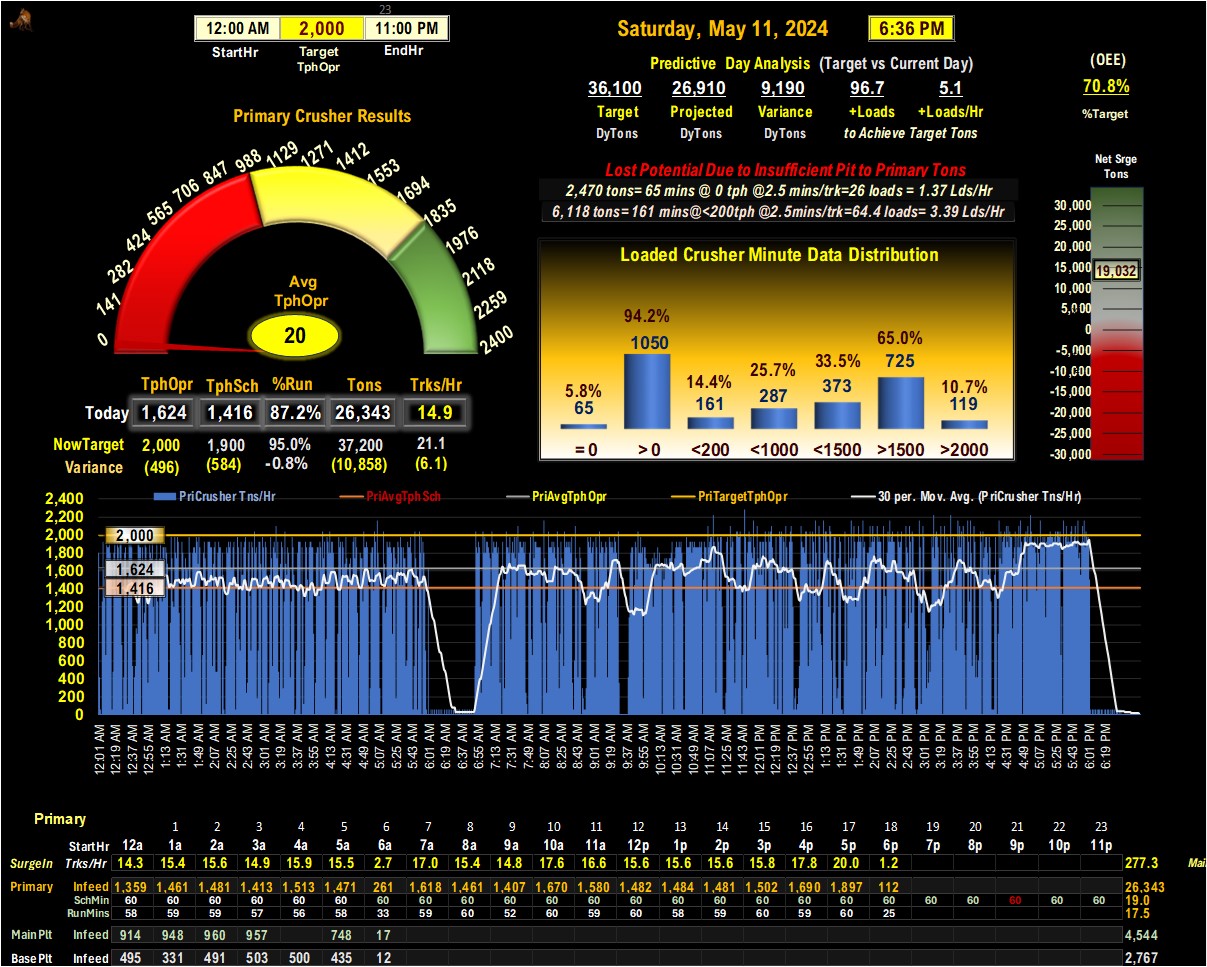 23
12:00 AM 2,000 11:00 PM
StartHr Target TphOpr EndHr
Saturday, May 11, 2024 6:36 PM
Predictive Day Analysis (Target vs Current Day)
36,100 26,910 9,190 96.7 5.1
Target Projected Variance +Loads +Loads/Hr
DyTons DyTons DyTons to Achieve Target Tons
(OEE)
70.8%
%Target
Primary Crusher Results
0 141 282 424 565 706 847 988 1129 1271 1412 1553 1694 1835 1976 2118 2259 2400
Avg
TphOpr
20
TphOpr TphSch %Run Tons Trks/Hr
Today 1,624 1,416 87.2% 26,343 14.9
NowTarget 2,000 1,900 95.0% 37,200 21.1
Variance (496) (584) -0.8% (10,858) (6.1)
Lost Potential Due to Insufficient Pit to Primary Tons
2,470 tons= 65 mins @ 0 tph @2.5 mins/trk=26 loads = 1.37 Lds/Hr
6,118 tons= 161 mins@<200tph @2.5mins/trk=64.4 loads= 3.39 Lds/Hr
Loaded Crusher Minute Data Distribution
5.8% 94.2% 14.4% 25.7% 33.5% 65.0% 10.7%
65 1050 161 287 373 725 119
=0 >0 <200 <1000 <1500 >1500 >2000
Net Srge
Tons
30,000
25,000
20,000
15,000
19,032
10,000
5,000
0
-5,000
-10,000
-15,000
-20,000
-25,000
-30,000
PriCrusher Tns/Hr PriAvgTphSch PriAvgTphOpr PriTargetTphOpr 30 per. Mov. Avg. (PriCrusher Tns/Hr)
2,400
2,200
2,000
1,800
1,600
1,400
1,200
1,000
800
600
400
200
0
2,000
1,624
1,416
12:01 AM 12:19 AM 12:37 AM 12:55 AM 1:13 AM 1:31 AM 1:49 AM 2:07 AM 2:25 AM 2:43 AM 3:01 AM 3:19 AM 3:37 AM 3:55 AM 4:13 AM 4:31 AM 4:49 AM 5:07 AM 5:25 AM 5:43 AM 6:01 AM 6:19 AM 6:37 AM 6:55 AM 7:13 AM 7:31 AM 7:49 AM 8:07 AM 8:25 AM 8:43 AM 9:01 AM 9:19 AM 9:37 AM 9:55 AM 10:13 AM 10:31 AM 10:49 AM 11:07 AM 11:25 AM 11:43 AM 12:01 PM 12:19 PM 12:37 PM 12:55 PM 1:13 PM 1:31 PM 1:49 PM 2:07 PM 2:25 PM 2:43 PM 3:01 PM 3:19 PM 3:37 PM 3:55 PM 4:13 PM 4:31 PM 4:49 PM 5:07 PM 5:25 PM 5:43 PM 6:01 PM 6:19 PM
Primary
1 2 3 4 5 6 7 8 9 10 11 12 13 14 15 16 17 18 19 20 21 22 23
StartHr 12a 1a 2a 3a 4a 5a 6a 7a 8a 9a 10a 11a 12p 1p 2p 3p 4p 5p 6p 7p 8p 9p 10p 11p
SurgeIn Trks/Hr 14.3 15.4 15.6 14.9 15.9 15.5 2.7 17.0 15.4 14.8 17.6 16.6 15.6 15.6 15.6 15.8 17.8 20.0 1.2 277.3
Primary Infeed 1,359 1,461 1,481 1,413 1,513 1,471 261 1,618 1,461 1,407 1,670 1,580 1,482 1,484 1,481 1,502 1,690 1,897 112 26,343
SchMin 60 60 60 60 60 60 60 60 60 60 60 60 60 60 60 60 60 60 60 60 60 60 60 60 19.0
RunMins 58 59 59 57 56 58 33 59 60 52 60 59 60 58 59 60 59 60 25 17.5
MainPlt Infeed 914 948 960 957 748 17 4,544
BasePlt Infeed 495 331 491 503 500 435 12 2,767